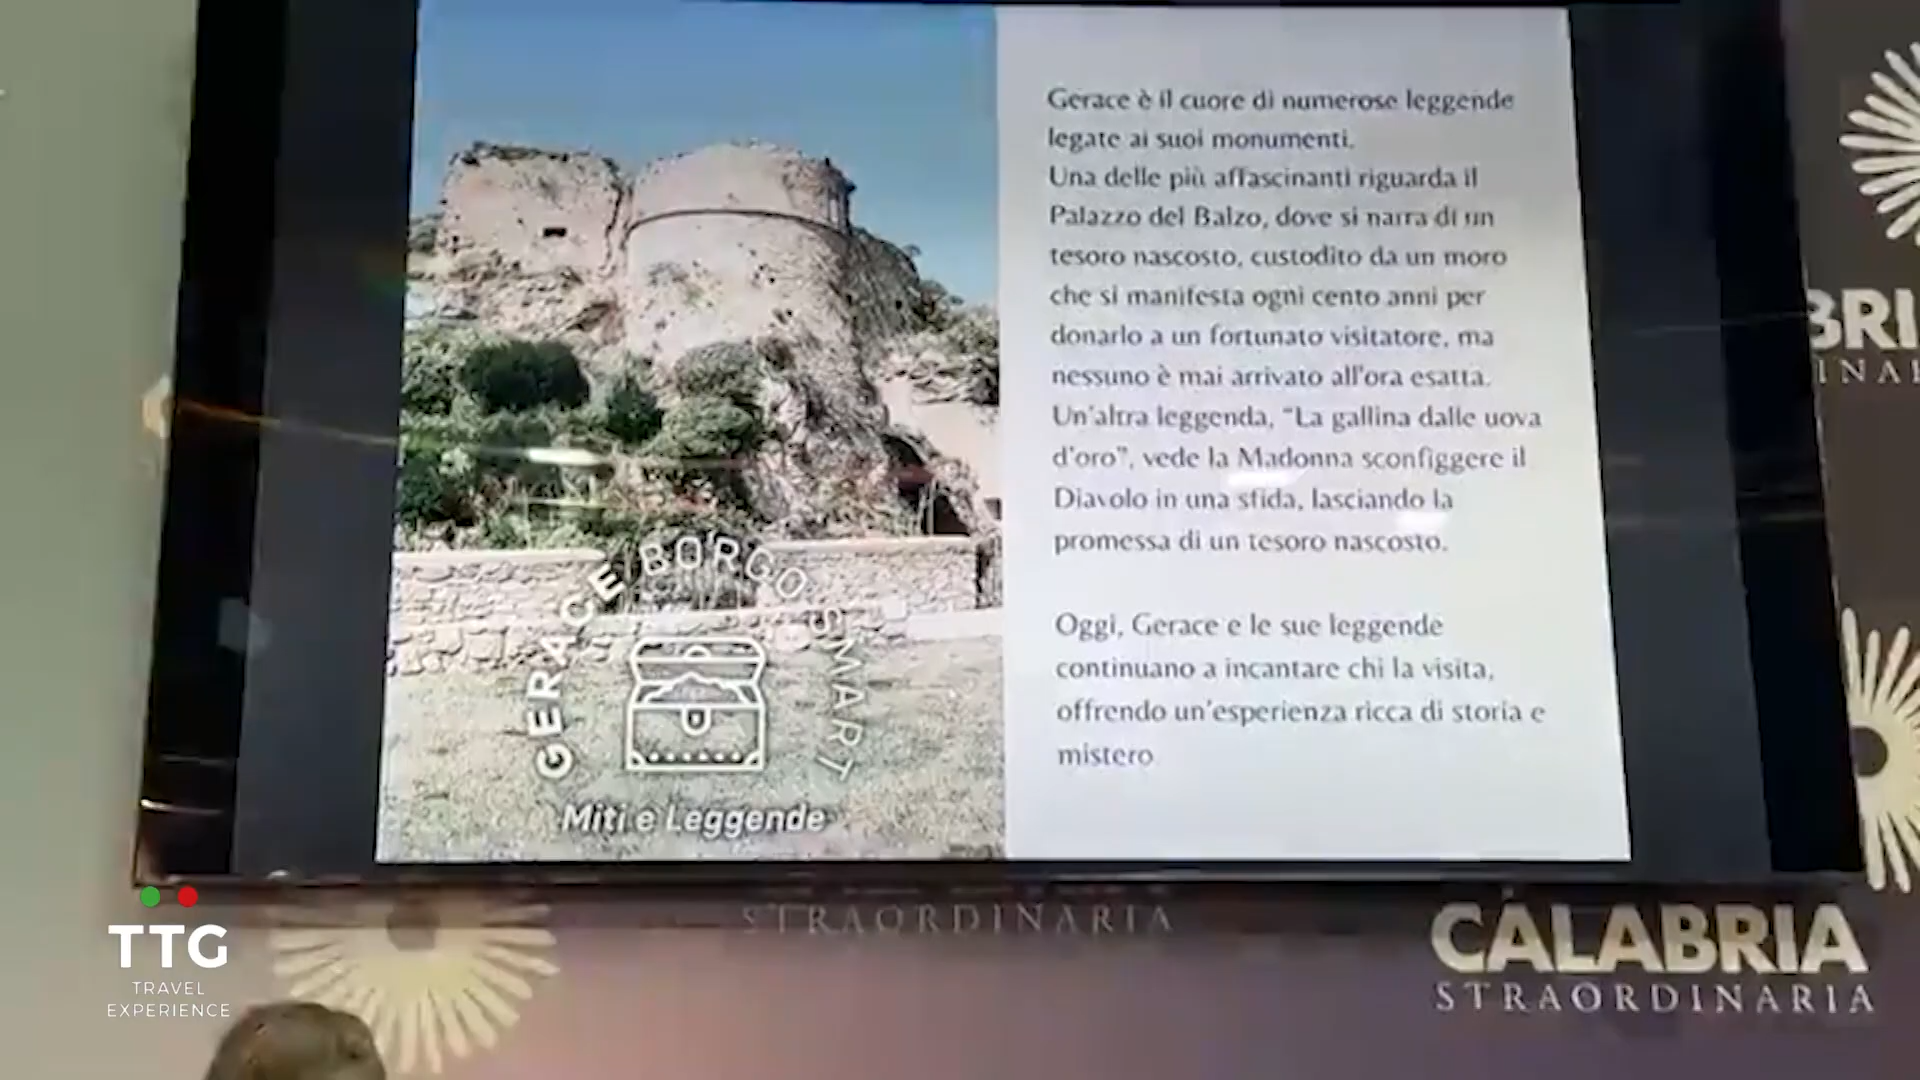 Gerace è il cuore di numerose leggende
legate ai suoi monumenti.
Una delle più affascinanti riguarda il
Palazzo del Balzo, dove si narra di un
tesoro nascosto, custodito da un moro
che si manifesta ogni cento anni per
donarlo a un fortunato visitatore, ma
nessuno è mai arrivato all'ora esatta.
Un'altra leggenda, "La gallina dalle uova
d'oro", vede la Madonna sconfiggere il
Diavolo in una sfida, lasciando la
promessa di un tesoro nascosto.
Oggi, Gerace e le sue leggende
continuano a incantare chi la visita,
offrendo un'esperienza ricca di storia e
mistero
GERACE BORGO SMART
Miti e Leggende
BRI
INAR
STRAORDINARIA
CALABRIA
STRAORDINARIA
TTG
TRAVEL
EXPERIENCE